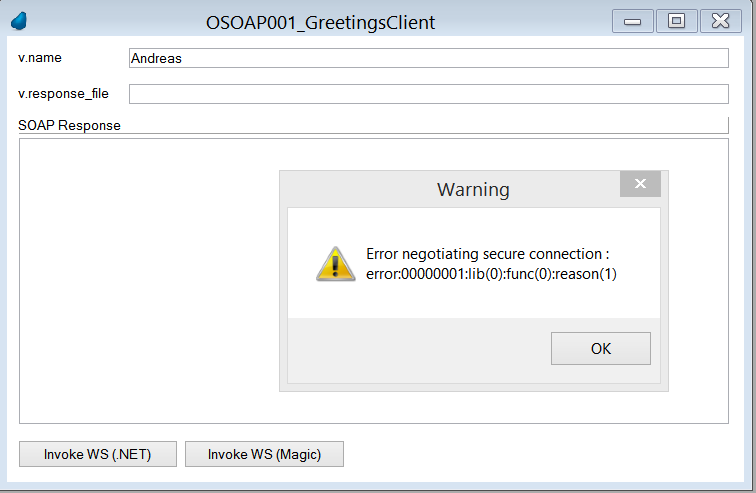 OSOAP001_GreetingsClient
v.name
Andreas
v.response_file
SOAP Response
Warning
Error negotiating secure connection :
error:00000001:lib(0):func(0):reason(1)
OK
Invoke WS (.NET)
Invoke WS (Magic)